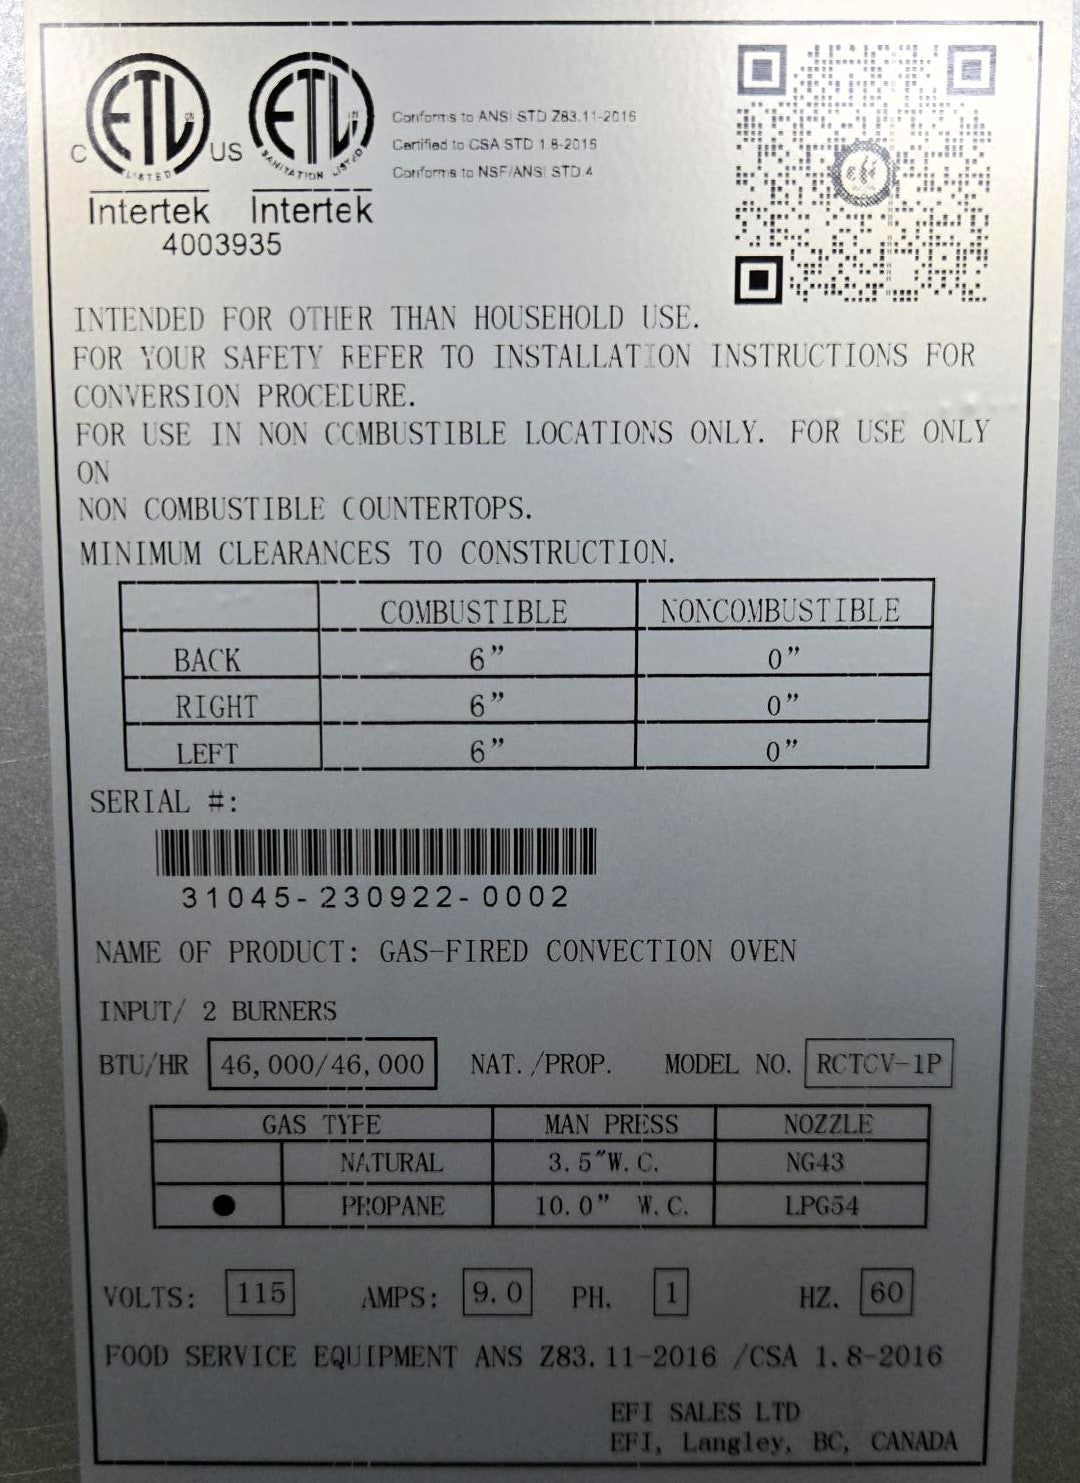 ETL ETL
C US
LISTED SANITATION LISTED
Intertek Intertek
4003935
Conforms to ANSI STD Z83.11-2016
Certified to CSA STD 1.8-2016
Conforms to NSF/ANSI STD 4
INTENDED FOR OTHER THAN HOUSEHOLD USE.
FOR YOUR SAFETY REFER TO INSTALLATION INSTRUCTIONS FOR
CONVERSION PROCEDURE.
FOR USE IN NON COMBUSTIBLE LOCATIONS ONLY. FOR USE ONLY
ON
NON COMBUSTIBLE COUNTERTOPS.
MINIMUM CLEARANCES TO CONSTRUCTION.
COMBUSTIBLE NONCOMBUSTIBLE
BACK 6" 0"
RIGHT 6" 0"
LEFT 6" 0"
SERIAL #:
31045-230922-0002
NAME OF PRODUCT: GAS-FIRED CONVECTION OVEN
INPUT/ 2 BURNERS
BTU/HR 46,000/46,000 NAT./PROP. MODEL NO. RCTCV-1P
GAS TYPE MAN PRESS NOZZLE
NATURAL 3.5"W.C. NG43
● PROPANE 10.0" W.C. LPG54
VOLTS: 115 AMPS: 9.0 PH. 1 HZ. 60
FOOD SERVICE EQUIPMENT ANS Z83.11-2016 /CSA 1.8-2016
EFI SALES LTD
EFI, Langley, BC, CANADA